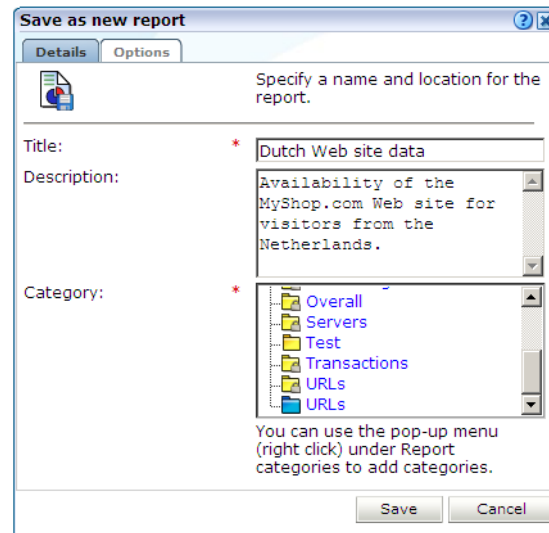 Save as new report
Details
Options
Specify a name and location for the
report.
Title:
*
Dutch Web site data
Description:
Availability of the
MyShop.com Web site for
visitors from the
Netherlands.
Category:
*
Overall
Servers
Test
Transactions
URLs
URLs
You can use the pop-up menu
(right click) under Report
categories to add categories.
Save
Cancel